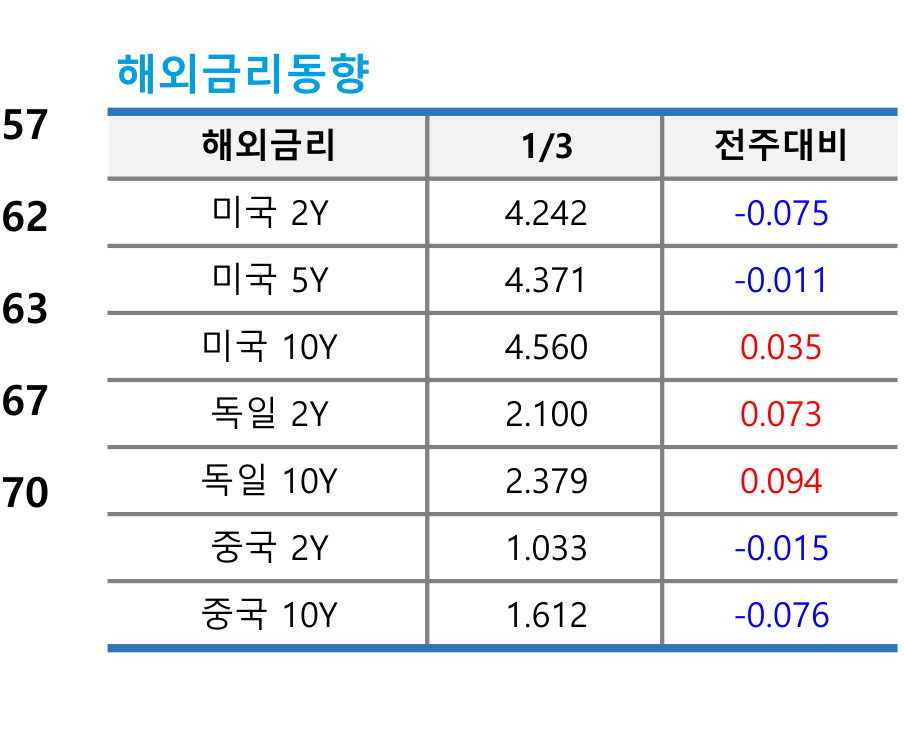 해외금리동향
57
62
63
67
70
해외금리 1/3 전주대비
미국 2Y 4.242 -0.075
미국 5Y 4.371 -0.011
미국 10Y 4.560 0.035
독일 2Y 2.100 0.073
독일 10Y 2.379 0.094
중국 2Y 1.033 -0.015
중국 10Y 1.612 -0.076